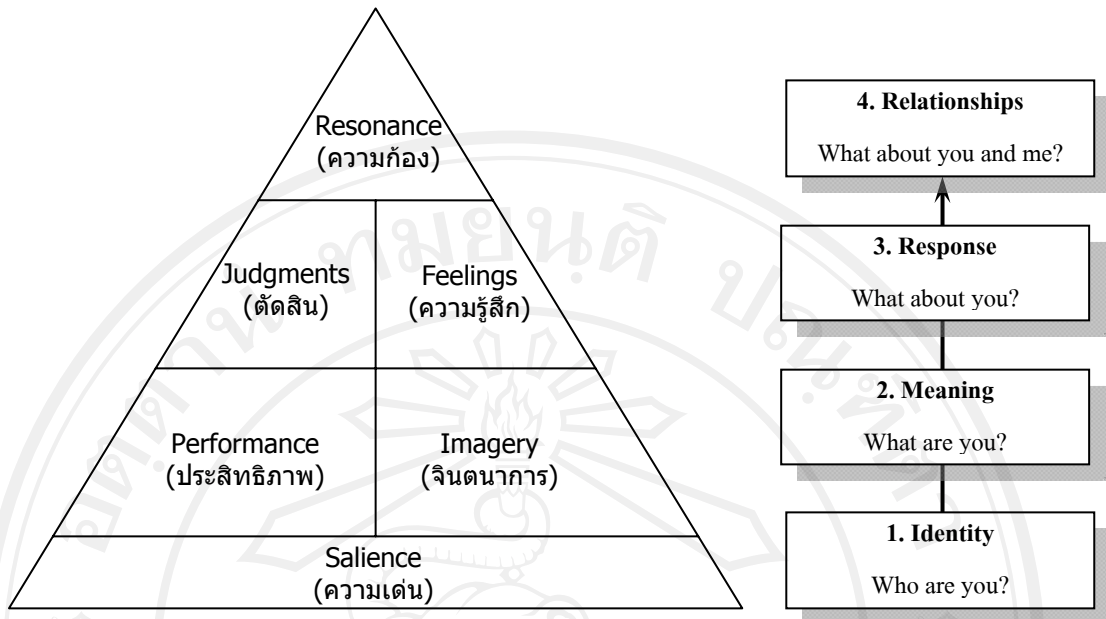 Resonance
(ความก้อง)
Judgments
(ตัดสิน)
Feelings
(ความรู้สึก)
Performance
(ประสิทธิภาพ)
Imagery
(จินตนาการ)
Salience
(ความเด่น)
4. Relationships
What about you and me?
3. Response
What about you?
2. Meaning
What are you?
1. Identity
Who are you?